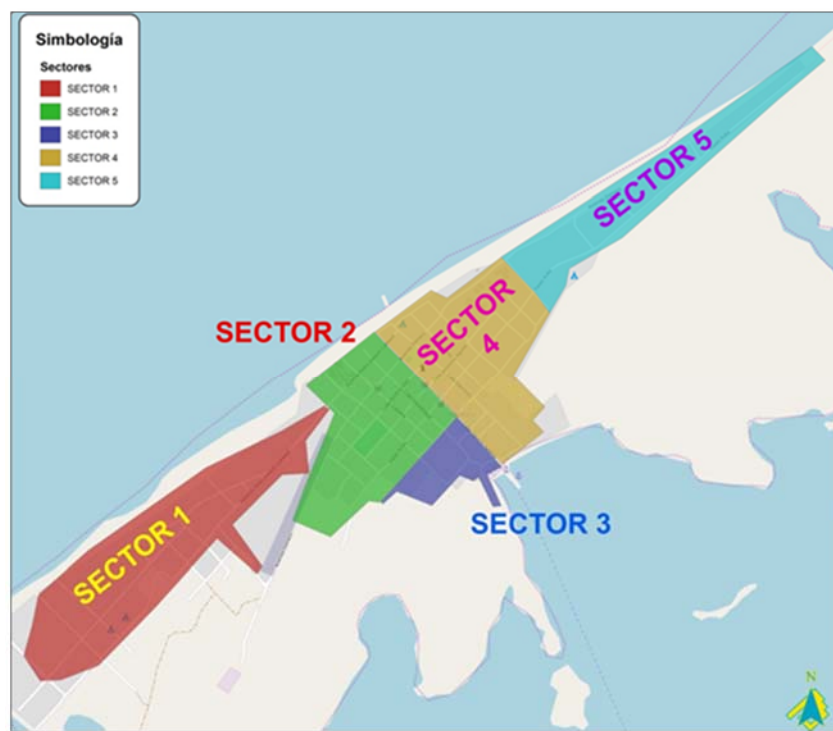 Simbología
Sectores
SECTOR 1
SECTOR 2
SECTOR 3
SECTOR 4
SECTOR 5
SECTOR 5
SECTOR 2
SECTOR
4
SECTOR 1
SECTOR 3
N